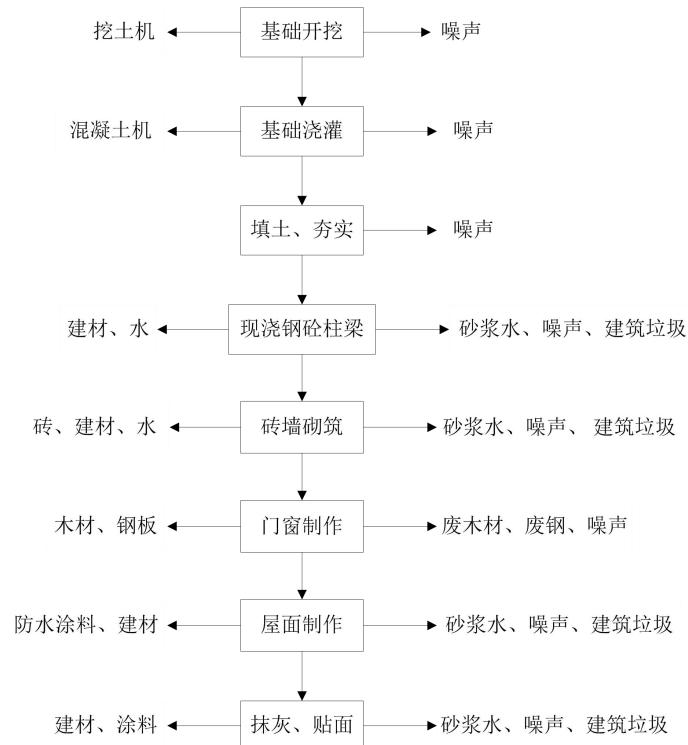 挖土机 基础开挖 噪声
混凝土机 基础浇灌 噪声
填土、夯实 噪声
建材、水 现浇钢砼柱梁 砂浆水、噪声、建筑垃圾
砖、建材、水 砖墙砌筑 砂浆水、噪声、 建筑垃圾
木材、钢板 门窗制作 废木材、废钢、噪声
防水涂料、建材 屋面制作 砂浆水、噪声、建筑垃圾
建材、涂料 抹灰、贴面 砂浆水、噪声、建筑垃圾